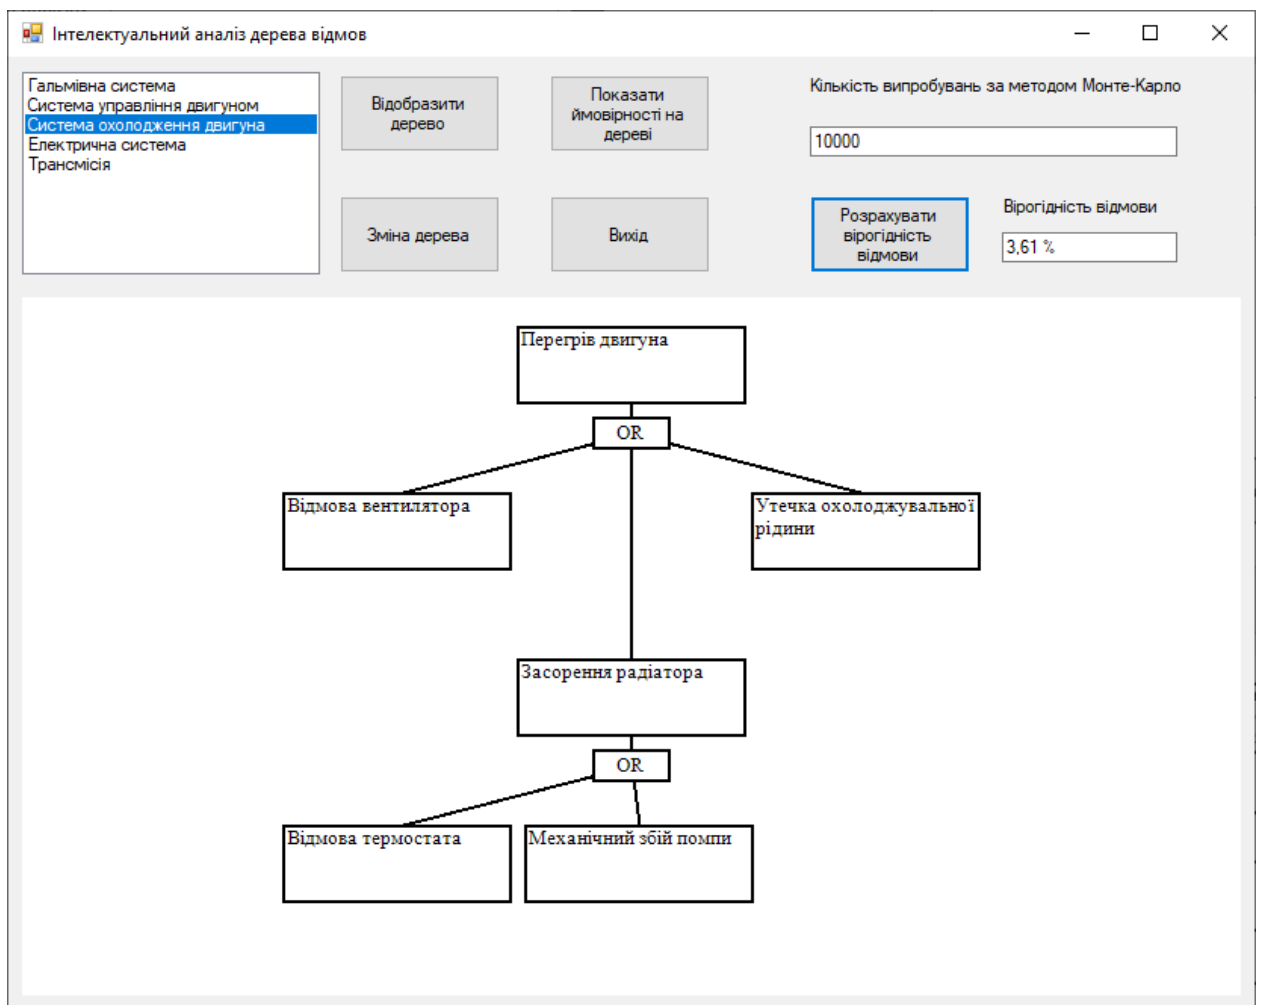 Інтелектуальний аналіз дерева відмов
Гальмівна система
Система управління двигуном
Система охолодження двигуна
Електрична система
Трансмісія
Відобразити
дерево
Показати
ймовірності на
дереві
Кількість випробувань за методом Монте-Карло
10000
Зміна дерева
Вихід
Розрахувати
вірогідність
відмови
Вірогідність відмови
3,61 %
Перегрів двигуна
OR
Відмова вентилятора
Утечка охолоджувальної
рідини
Засорення радіатора
OR
Відмова термостата
Механічний збій помпи